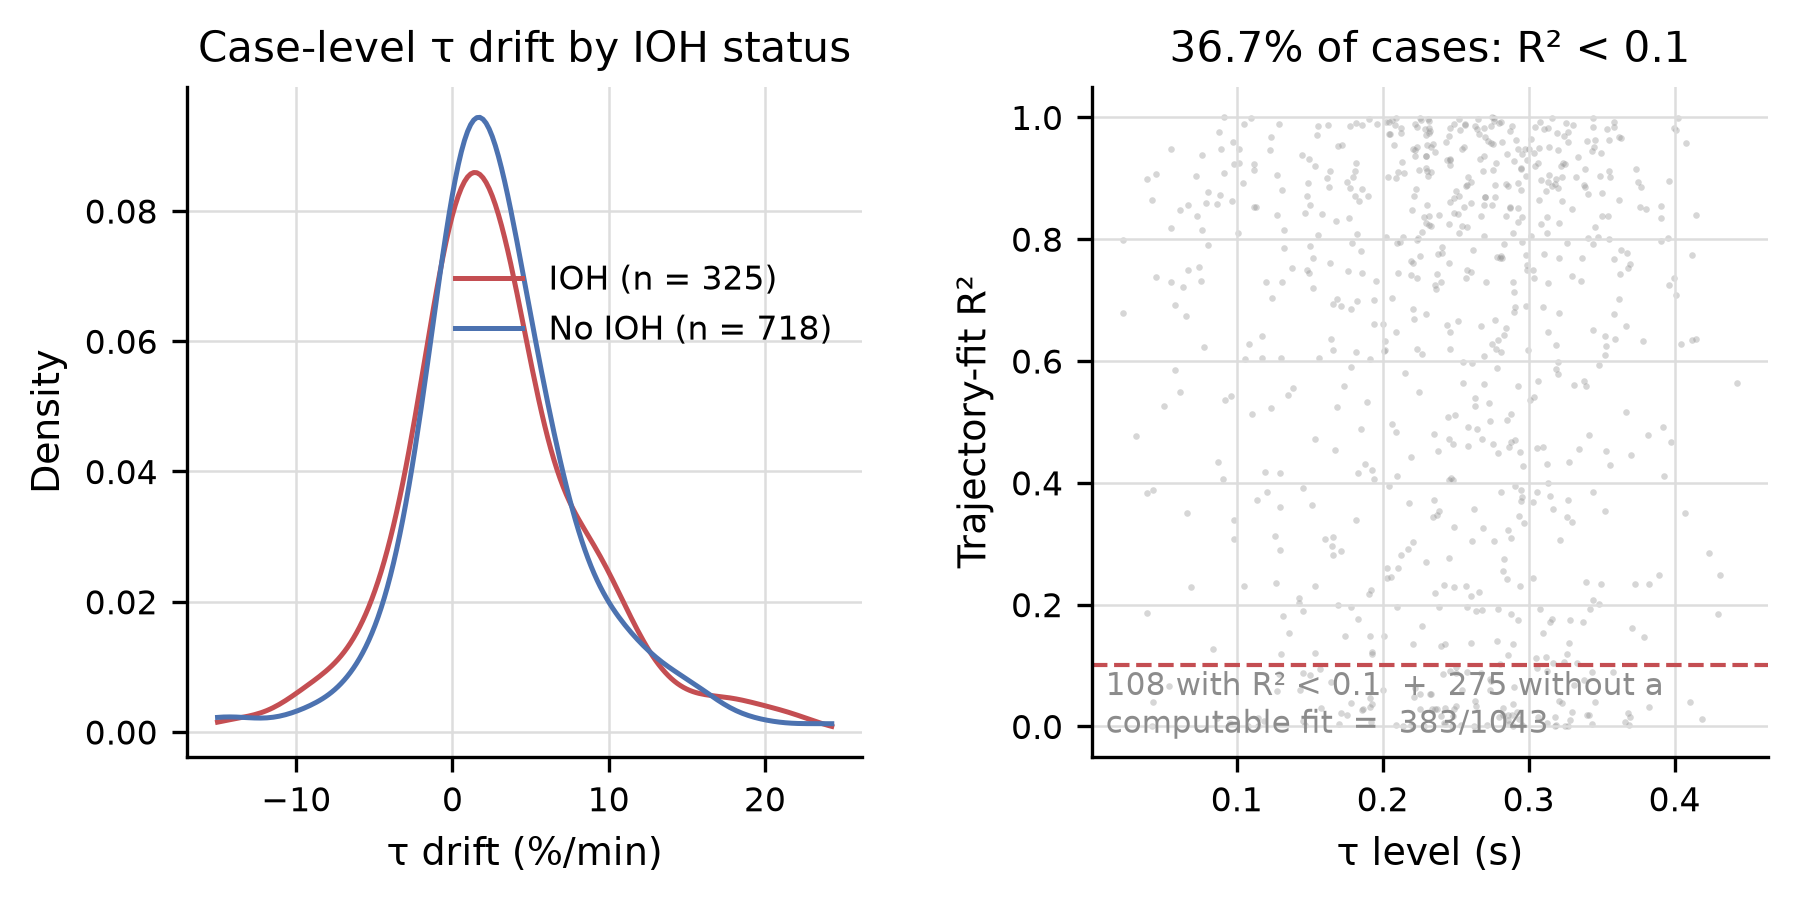 Case-level τ drift by IOH status
Density
0.08
0.06
0.04
0.02
0.00
IOH (n = 325)
No IOH (n = 718)
−10
0
10
20
τ drift (%/min)
36.7% of cases: R² < 0.1
Trajectory-fit R²
1.0
0.8
0.6
0.4
0.2
0.0
108 with R² < 0.1 + 275 without a
computable fit = 383/1043
0.1
0.2
0.3
0.4
τ level (s)